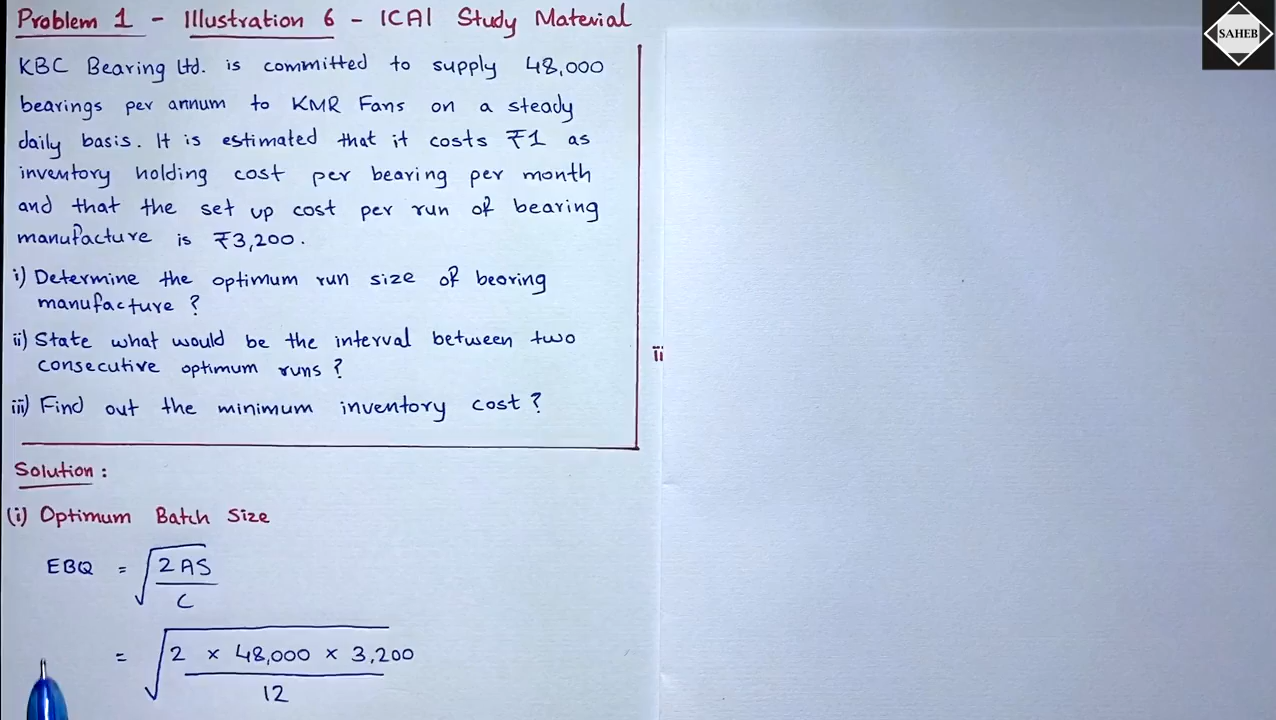 Problem 1 - Illustration 6 - ICAI Study Material
KBC Bearing Ltd. is committed to supply 48,000
bearings per annum to KMR Fans on a steady
daily basis. It is estimated that it costs ₹1 as
inventory holding cost per bearing per month
and that the set up cost per run of bearing
manufacture is ₹3,200.
i) Determine the optimum run size of bearing
manufacture ?
ii) State what would be the interval between two
consecutive optimum runs ?
iii) Find out the minimum inventory cost ?
Solution :
(i) Optimum Batch Size
EBQ = √2AS
C
= √2 x 48,000 x 3,200
12
ii
SAHEB